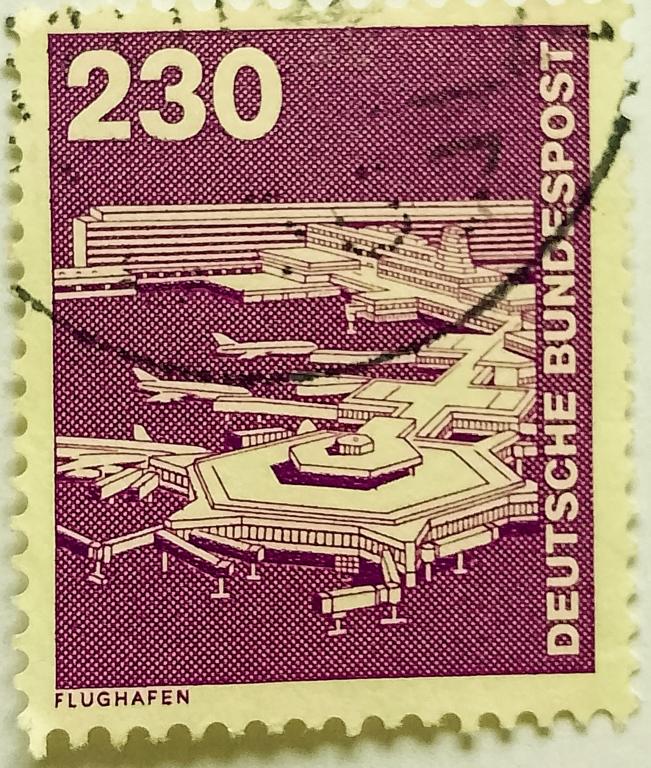 230
DEUTSCHE BUNDESPOST
FLUGHAFEN